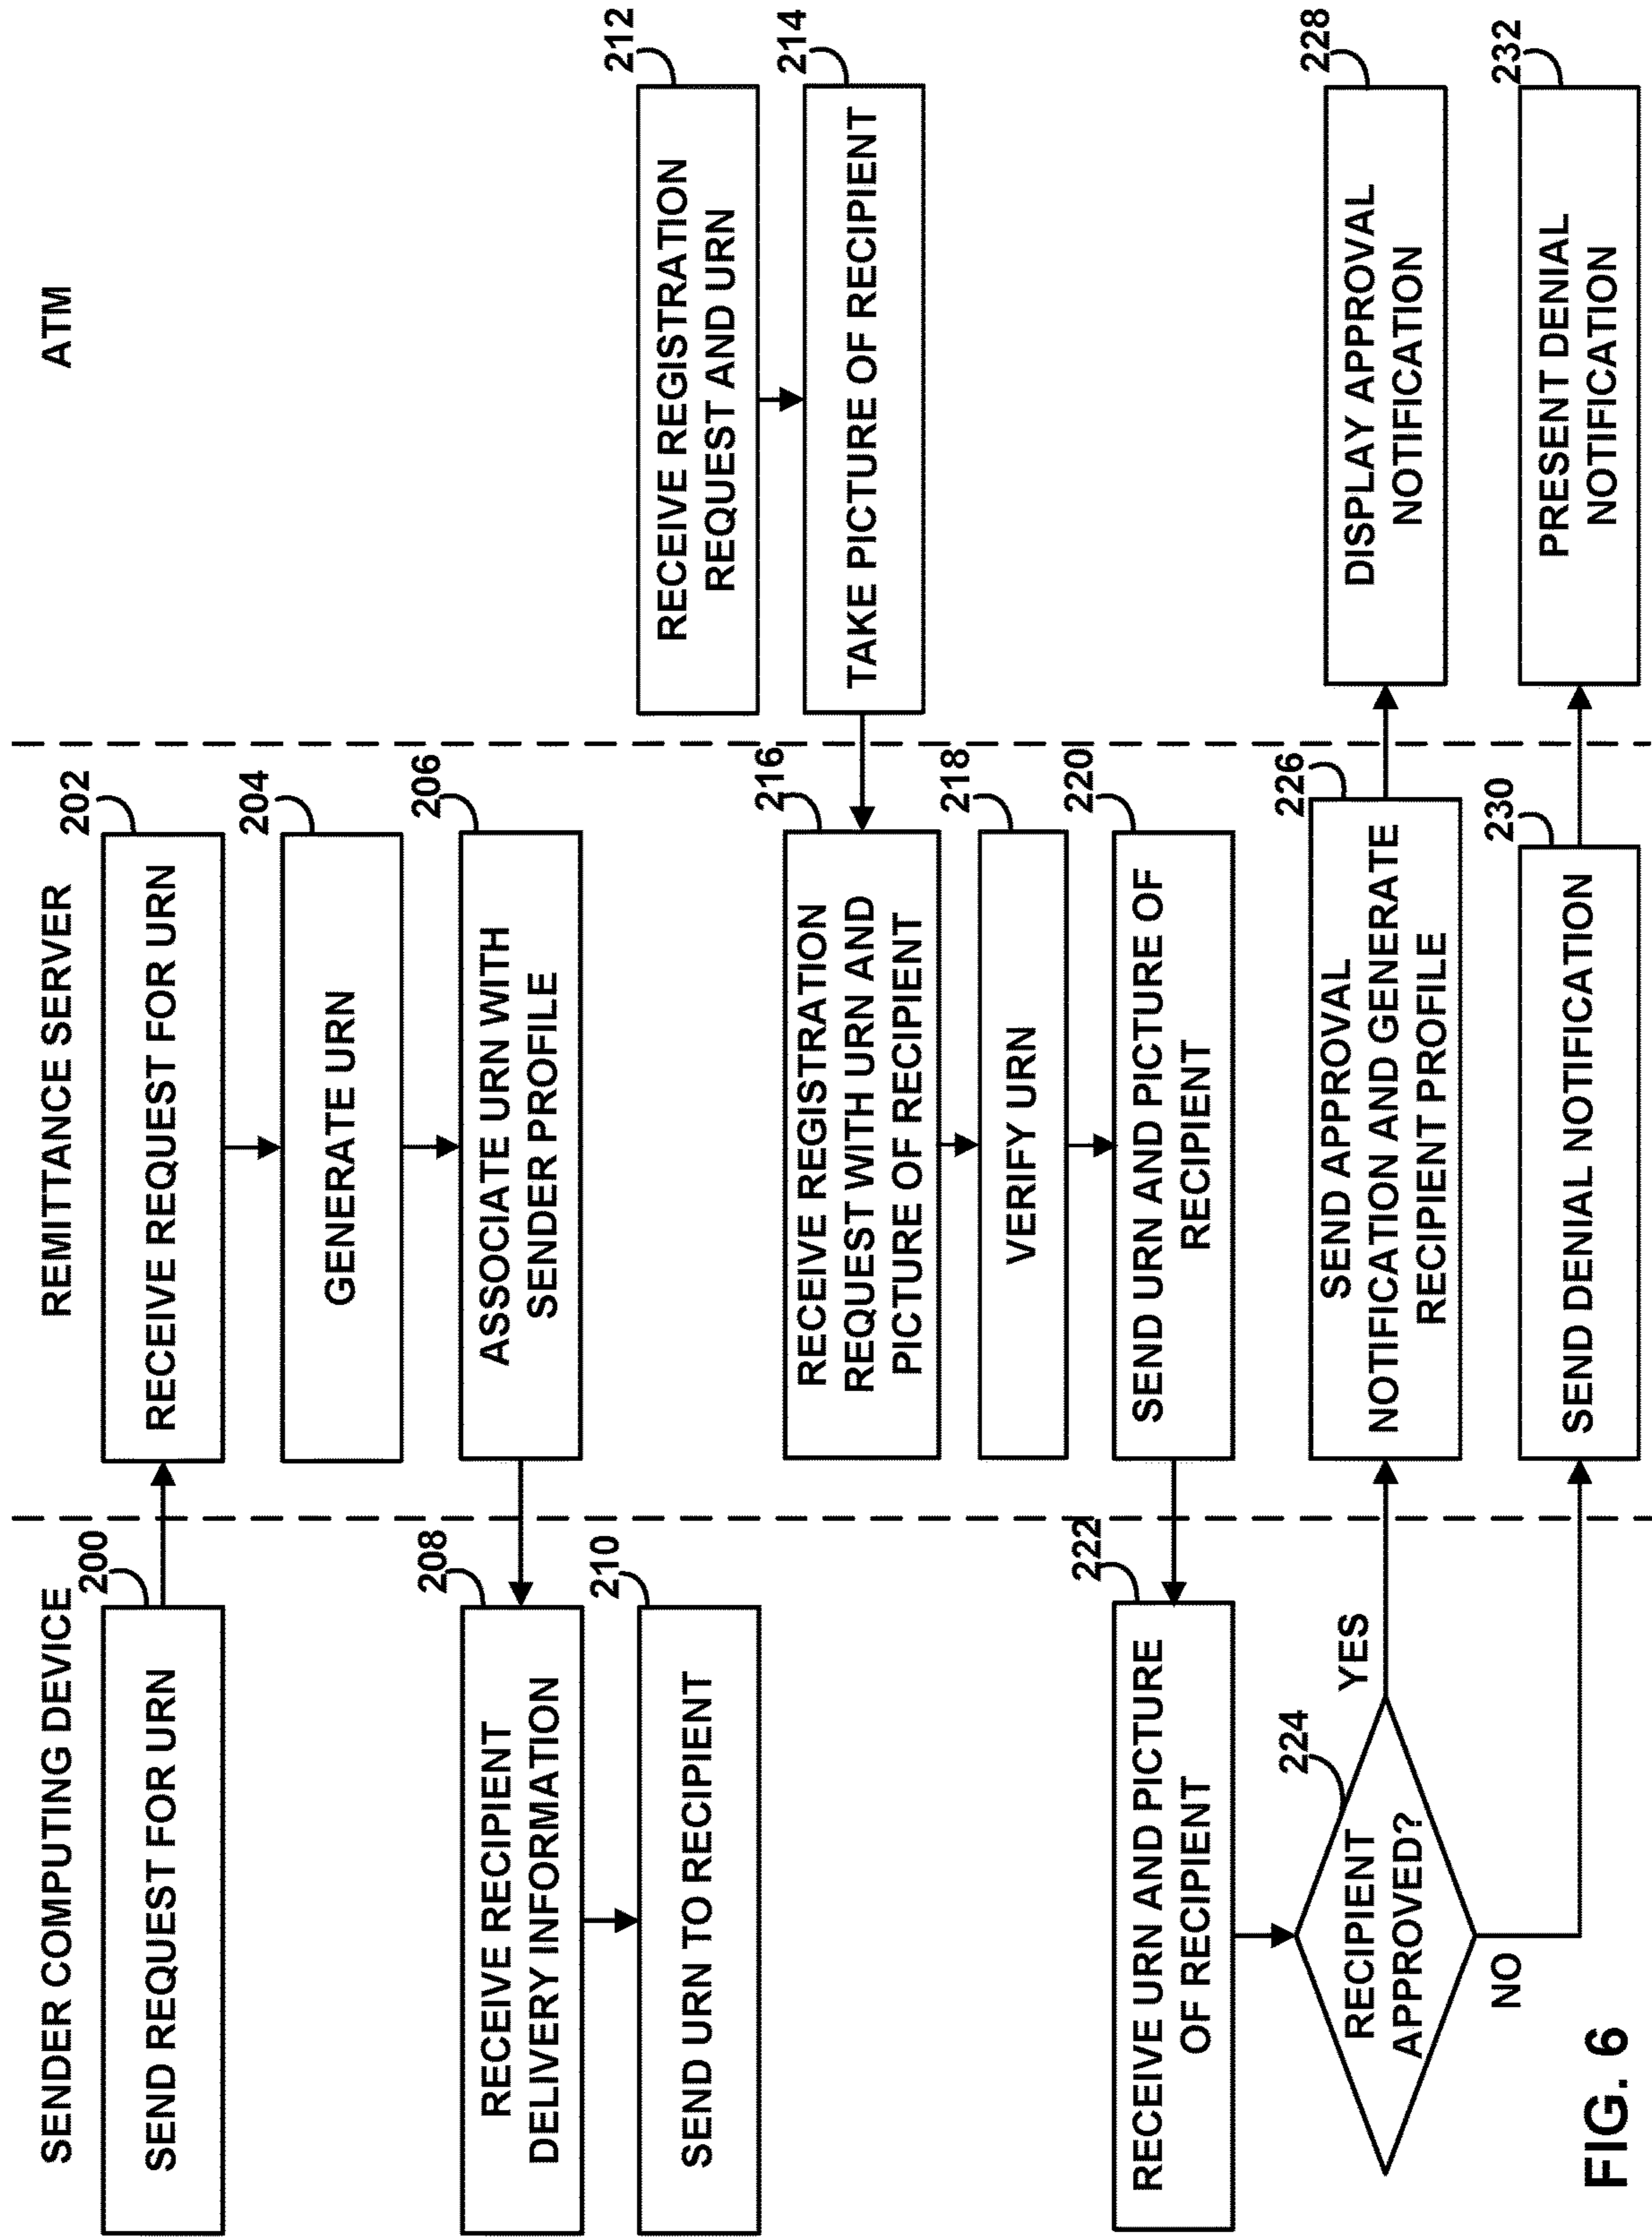 SENDER COMPUTING DEVICE
REMITTANCE SERVER
ATM
200
SEND REQUEST FOR URN
202
RECEIVE REQUEST FOR URN
204
GENERATE URN
206
ASSOCIATE URN WITH
SENDER PROFILE
208
RECEIVE RECIPIENT
DELIVERY INFORMATION
210
SEND URN TO RECIPIENT
212
RECEIVE REGISTRATION
REQUEST AND URN
214
TAKE PICTURE OF RECIPIENT
216
RECEIVE REGISTRATION
REQUEST WITH URN AND
PICTURE OF RECIPIENT
218
VERIFY URN
220
SEND URN AND PICTURE OF
RECIPIENT
222
RECEIVE URN AND PICTURE
OF RECIPIENT
224
RECIPIENT
APPROVED?
YES
NO
226
SEND APPROVAL
NOTIFICATION AND GENERATE
RECIPIENT PROFILE
228
DISPLAY APPROVAL
NOTIFICATION
230
SEND DENIAL NOTIFICATION
232
PRESENT DENIAL
NOTIFICATION
FIG. 6